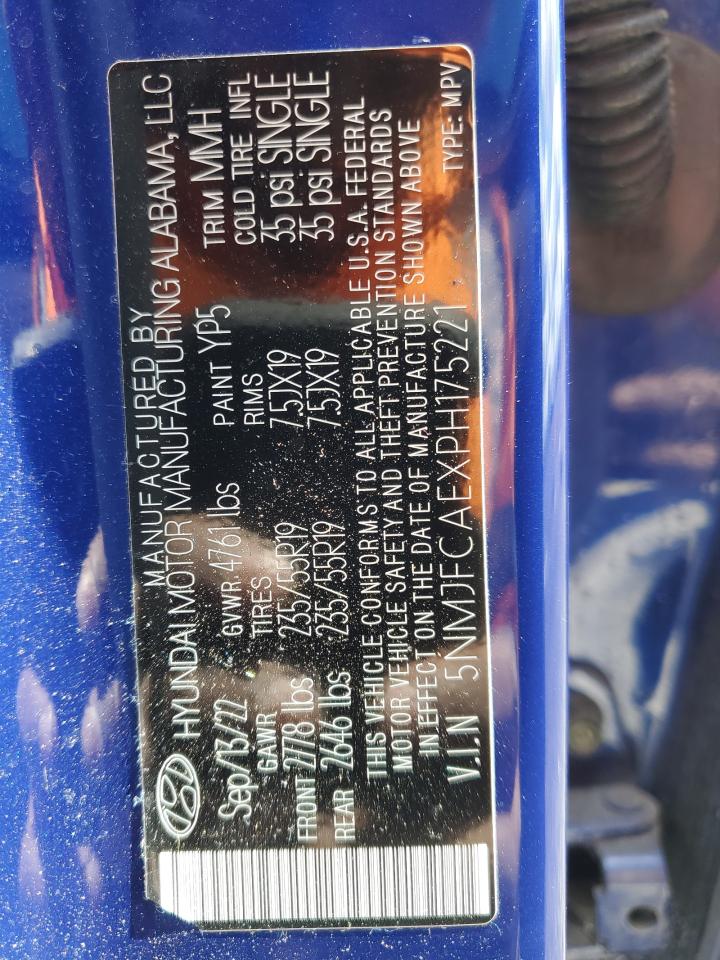 MANUFACTURED BY
HYUNDAI MOTOR MANUFACTURING ALABAMA, LLC
Sep/13/22 GVWR. 4761 lbs PAINT YP5 TRIM MMH
GAWR TIRES RIMS COLD TIRE INFL
FRONT 2778 lbs 235/55R19 7.5JX19 35 psi SINGLE
REAR 2646 lbs 235/55R19 7.5JX19 35 psi SINGLE
THIS VEHICLE CONFORMS TO ALL APPLICABLE U.S.A. FEDERAL
MOTOR VEHICLE SAFETY AND THEFT PREVENTION STANDARDS
IN EFFECT ON THE DATE OF MANUFACTURE SHOWN ABOVE
V.I.N 5NMJFCAEXPH175221 TYPE: MPV